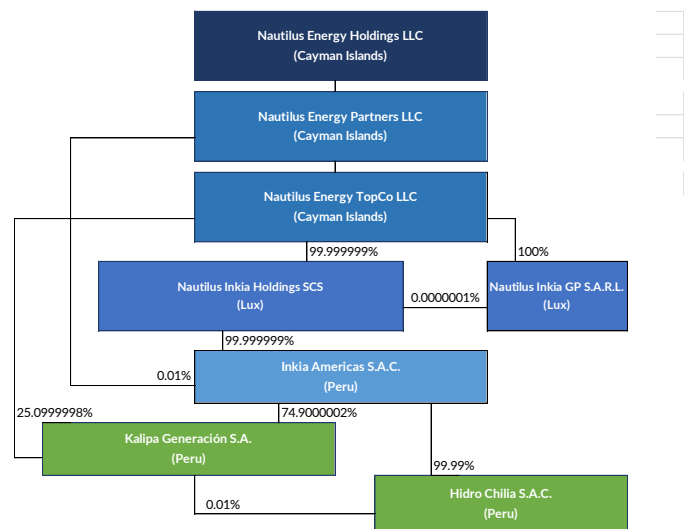 Nautilus Energy Holdings LLC
(Cayman Islands)
Nautilus Energy Partners LLC
(Cayman Islands)
Nautilus Energy TopCo LLC
(Cayman Islands)
99.999999%
100%
Nautilus Inkia Holdings SCS
(Lux)
0.0000001%
Nautilus Inkia GP S.A.R.L.
(Lux)
99.999999%
Inkia Americas S.A.C.
(Peru)
0.01%
25.0999998%
74.9000002%
Kalipa Generación S.A.
(Peru)
99.99%
0.01%
Hidro Chilia S.A.C.
(Peru)